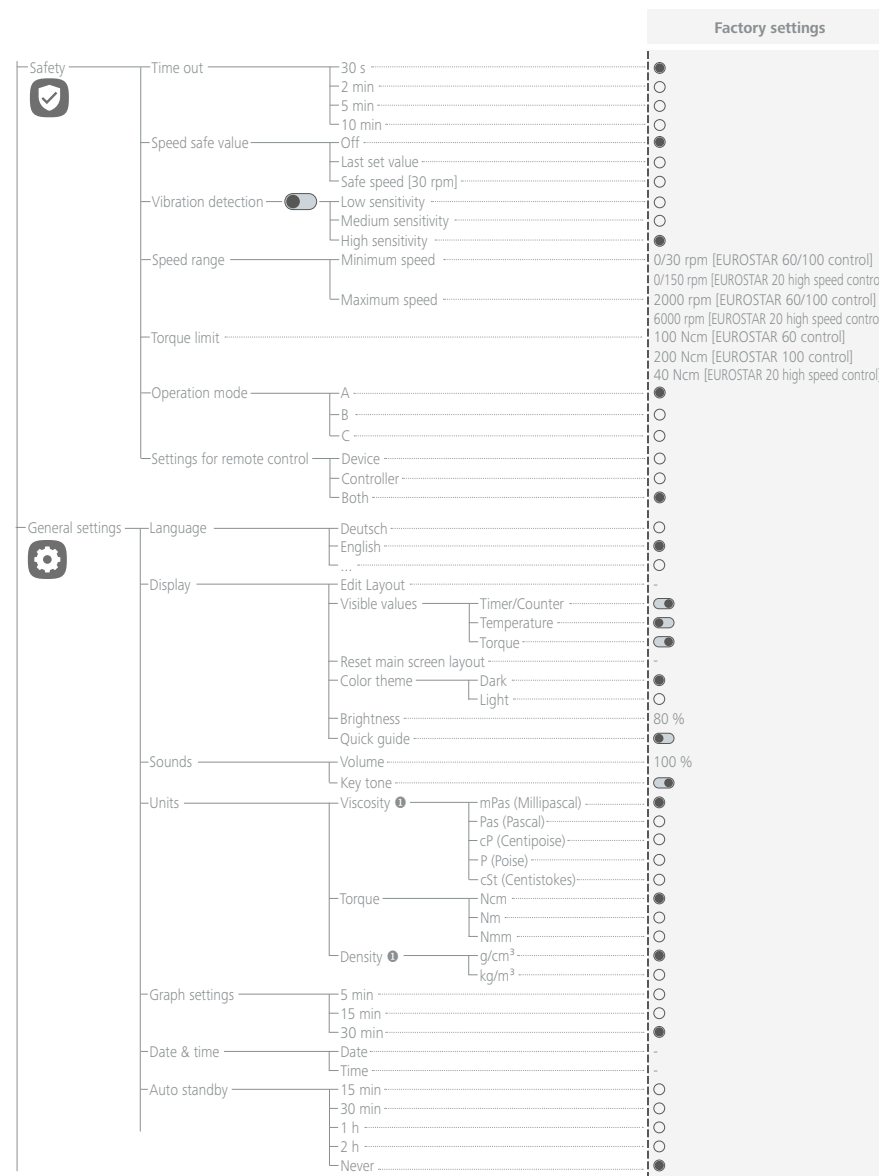 Factory settings
Safety Time out 30 s
2 min
5 min
10 min
Speed safe value Off
Last set value
Safe speed [30 rpm]
Vibration detection Low sensitivity
Medium sensitivity
High sensitivity
Speed range Minimum speed 0/30 rpm [EUROSTAR 60/100 control]
0/150 rpm [EUROSTAR 20 high speed contro
Maximum speed 2000 rpm [EUROSTAR 60/100 control]
6000 rpm [EUROSTAR 20 high speed contro
Torque limit 100 Ncm [EUROSTAR 60 control]
200 Ncm [EUROSTAR 100 control]
40 Ncm [EUROSTAR 20 high speed control]
Operation mode A
B
C
Settings for remote control Device
Controller
Both
General settings Language Deutsch
English
...
Display Edit Layout -
Visible values Timer/Counter
Temperature
Torque
Reset main screen layout -
Color theme Dark
Light
Brightness 80 %
Quick guide
Sounds Volume 100 %
Key tone
Units Viscosity ❶ mPas (Millipascal)
Pas (Pascal)
cP (Centipoise)
P (Poise)
cSt (Centistokes)
Torque Ncm
Nm
Nmm
Density ❶ g/cm³
kg/m³
Graph settings 5 min
15 min
30 min
Date & time Date -
Time -
Auto standby 15 min
30 min
1 h
2 h
Never